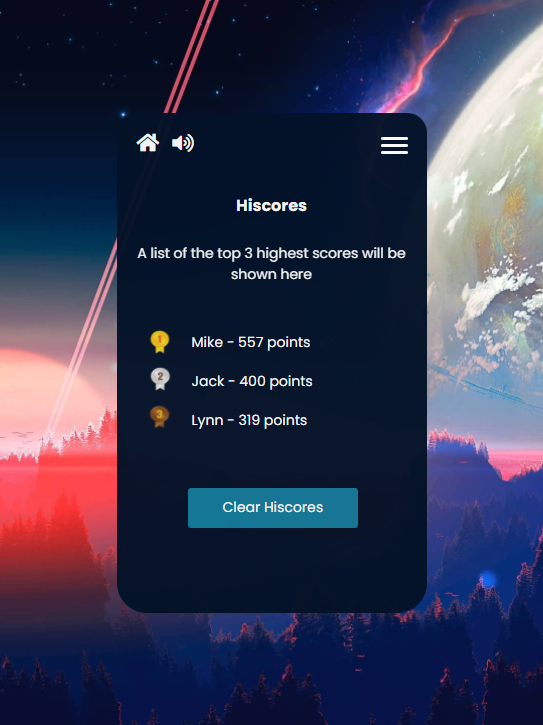 Hiscores
A list of the top 3 highest scores will be
shown here
1 Mike - 557 points
2 Jack - 400 points
3 Lynn - 319 points
Clear Hiscores